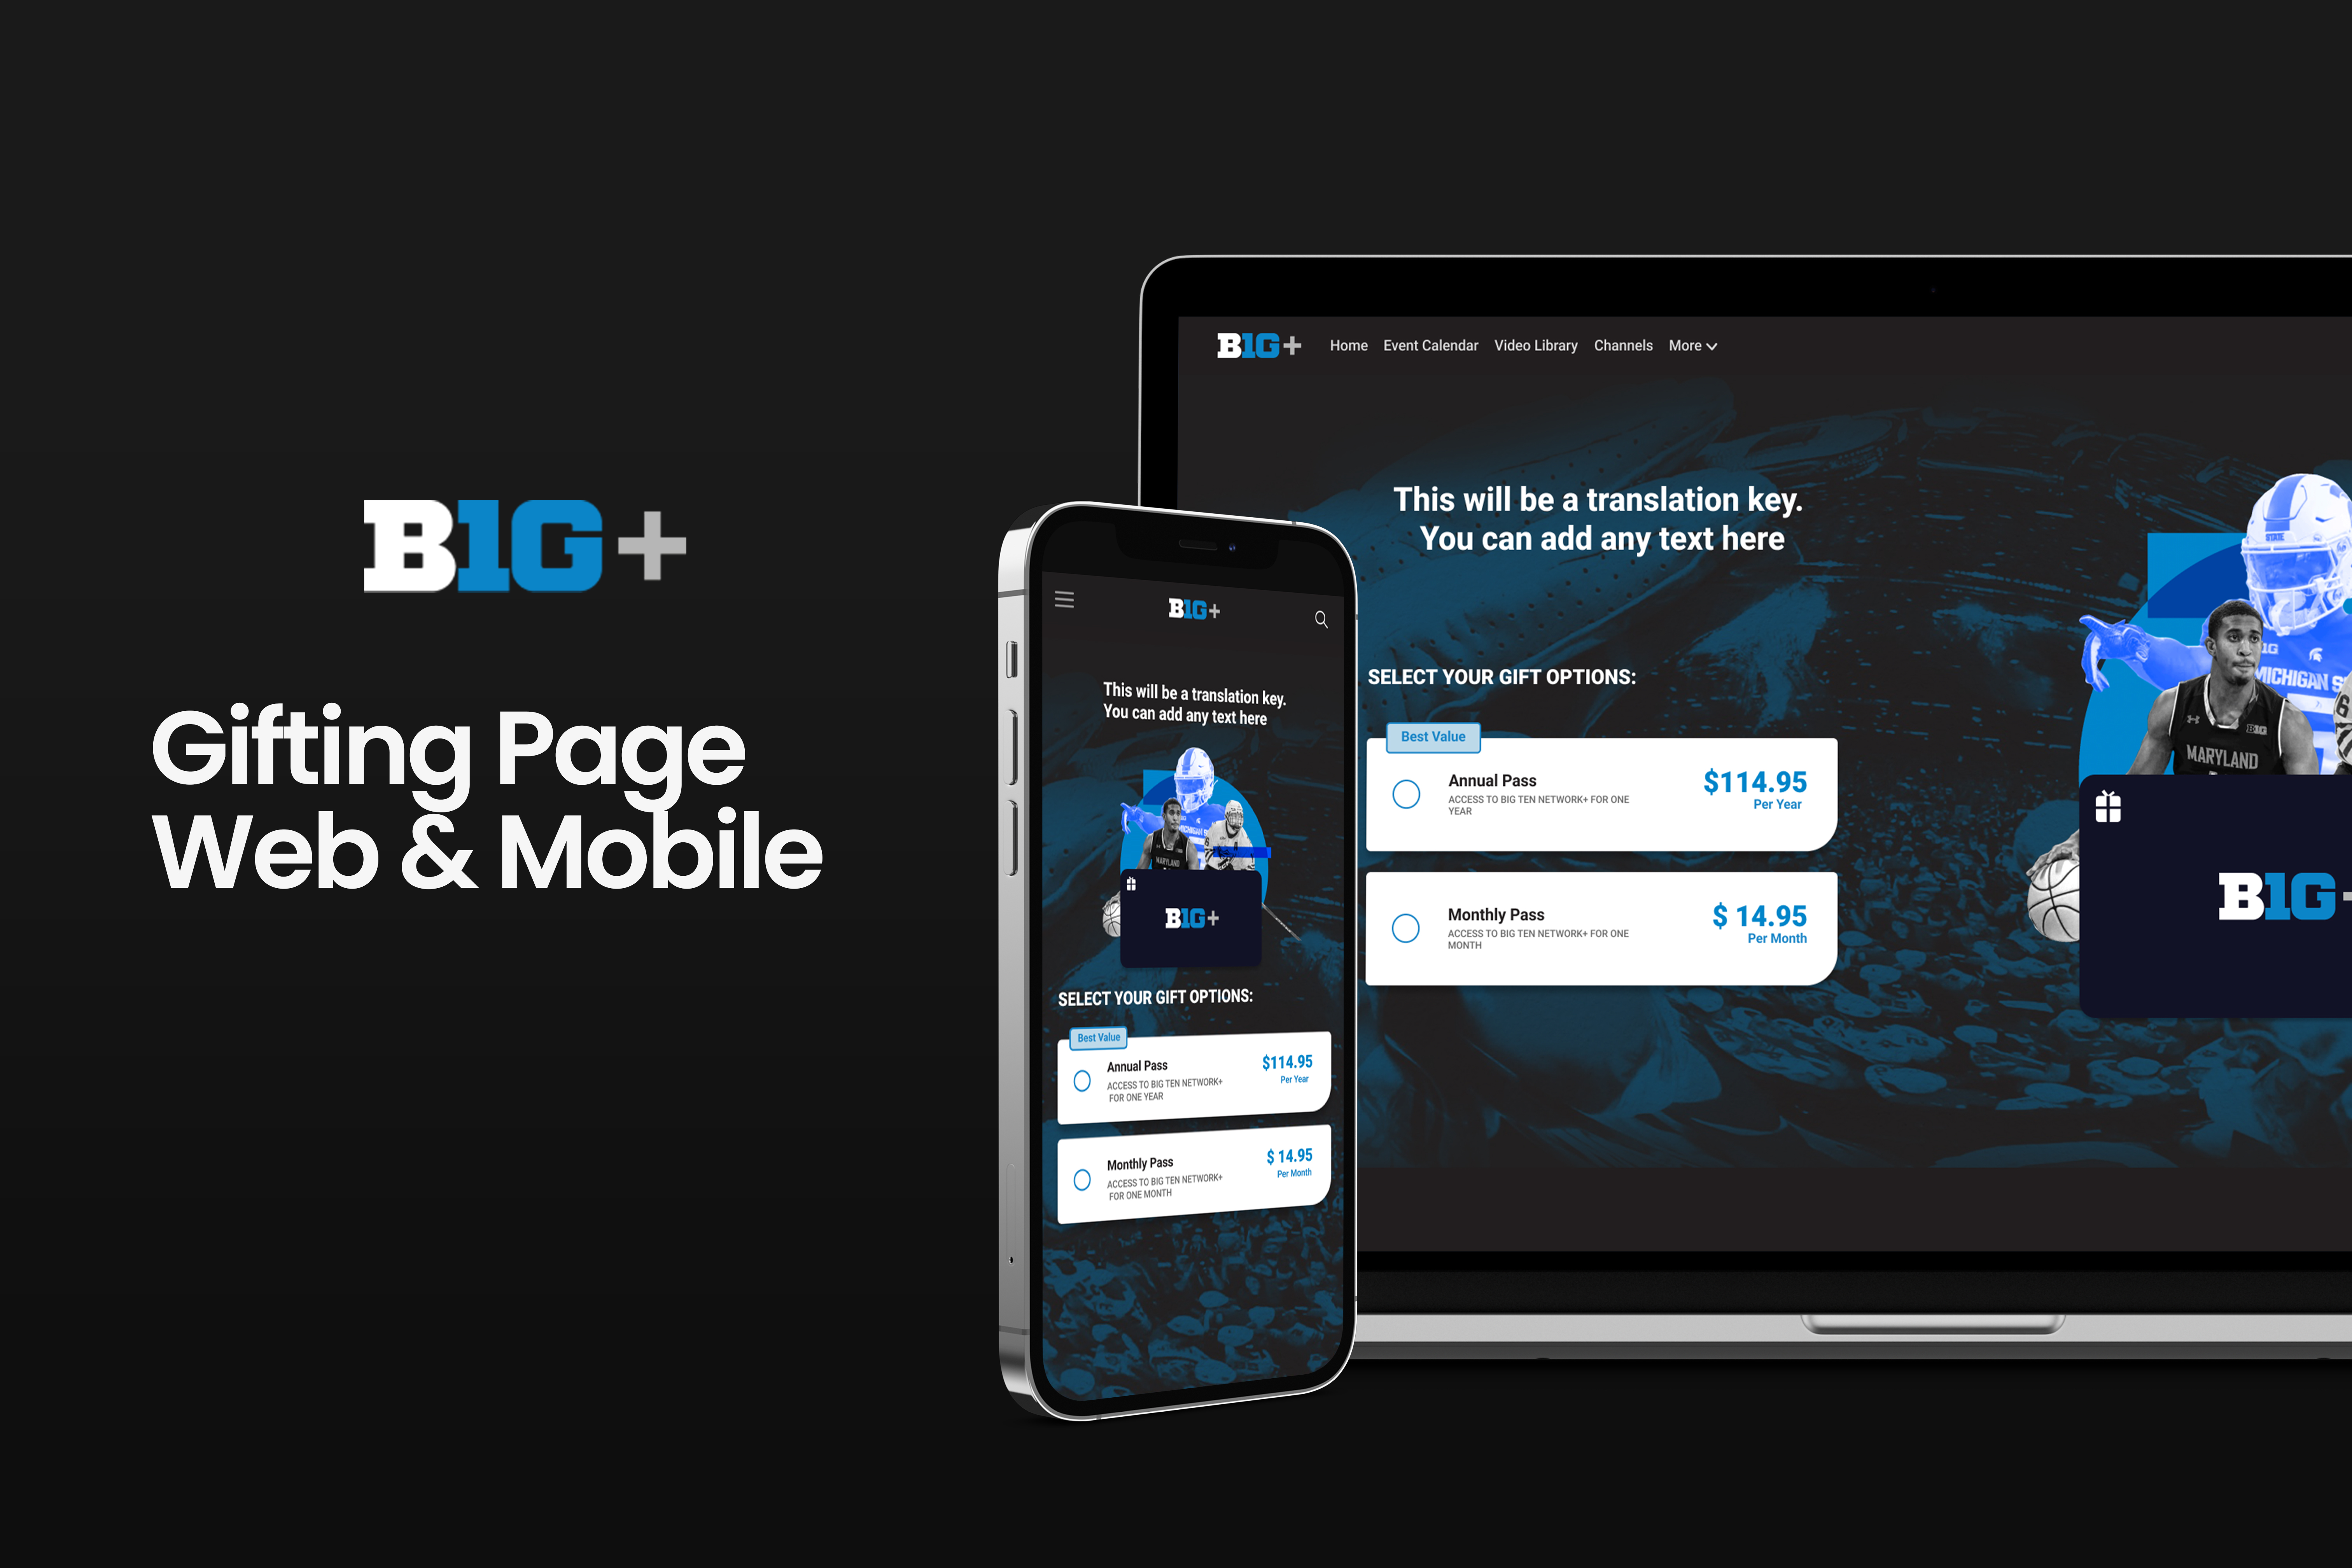 B1G+
Gifting Page
Web & Mobile
B1G+
This will be a translation key.
You can add any text here
MARYLAND
B1G+
SELECT YOUR GIFT OPTIONS:
Best Value
Annual Pass
$114.95
ACCESS TO BIG TEN NETWORK+
FOR ONE YEAR
Per Year
Monthly Pass
$ 14.95
ACCESS TO BIG TEN NETWORK+
FOR ONE MONTH
Per Month
B1G+ Home Event Calendar Video Library Channels More
This will be a translation key.
You can add any text here
SELECT YOUR GIFT OPTIONS:
Best Value
Annual Pass
$114.95
ACCESS TO BIG TEN NETWORK+ FOR ONE
YEAR
Per Year
Monthly Pass
$ 14.95
ACCESS TO BIG TEN NETWORK+ FOR ONE
MONTH
Per Month
STATE
MICHIGAN S
B1G
MARYLAND
6
B1G+